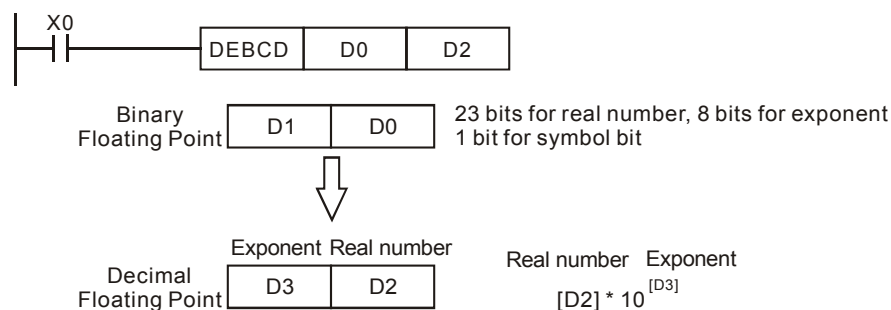 X0
DEBCD D0 D2
Binary
Floating Point
D1 D0
23 bits for real number, 8 bits for exponent
1 bit for symbol bit
Exponent Real number
Decimal
Floating Point
D3 D2
Real number Exponent
[D2] * 10[D3]